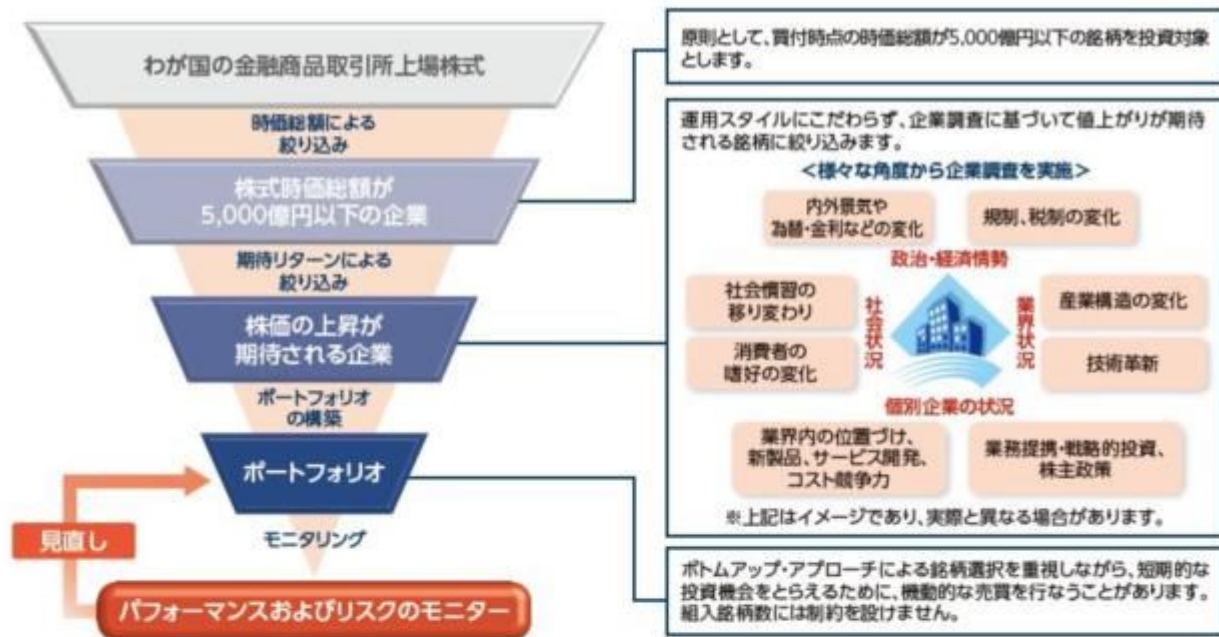 わが国の金融商品取引所上場株式
時価総額による
絞り込み
株式時価総額が
5,000億円以下の企業
期待リターンによる
絞り込み
株価の上昇が
期待される企業
ポートフォリオ
の構築
ポートフォリオ
見直し
モニタリング
パフォーマンスおよびリスクのモニター
原則として、買付時点の時価総額が5,000億円以下の銘柄を投資対象
とします。
運用スタイルにこだわらず、企業調査に基づいて値上がりが期待
される銘柄に絞り込みます。
＜様々な角度から企業調査を実施＞
内外景気や
為替・金利などの変化
規制、税制の変化
政治・経済情勢
社会慣習の
移り変わり
消費者の
嗜好の変化
社会状況
業界状況
産業構造の変化
技術革新
個別企業の状況
業界内の位置づけ、
新製品、サービス開発、
コスト競争力
業務提携・戦略的投資、
株主政策
※上記はイメージであり、実際と異なる場合があります。
ボトムアップ・アプローチによる銘柄選択を重視しながら、短期的な
投資機会をとらえるために、機動的な売買を行なうことがあります。
組入銘柄数には制約を設けません。